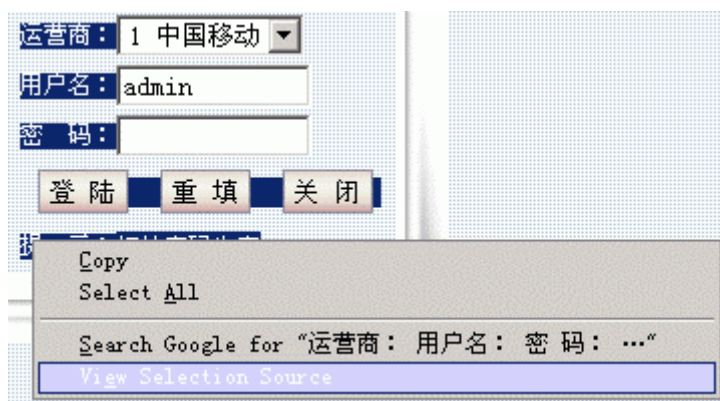 运营商： 1 中国移动
用户名： admin
密 码：
登 陆 重 填 关 闭
Copy
Select All
Search Google for “运营商： 用户名： 密 码： …“
View Selection Source